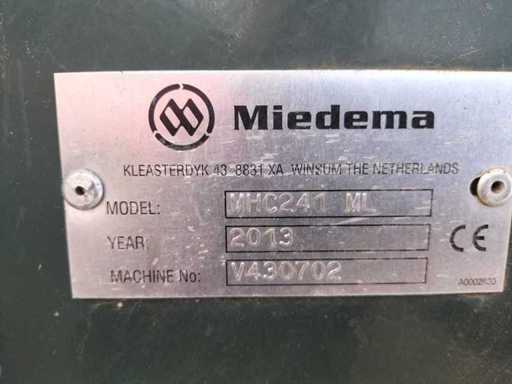 Miedema
KLEASTERDYK 43 8831 XA WINSUM THE NETHERLANDS
MODEL: MHC241 ML
YEAR 2013 CE
MACHINE No: V430702